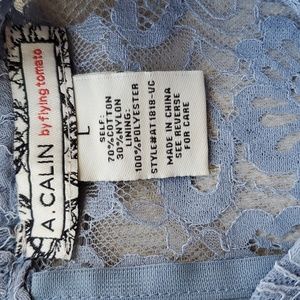 A. CALIN by flying tomato
L
SELF:
70%COTTON
30%NYLON
LINING:
100%POLYESTER
STYLE#AT1818-VC
MADE IN CHINA
SEE REVERSE
FOR CARE